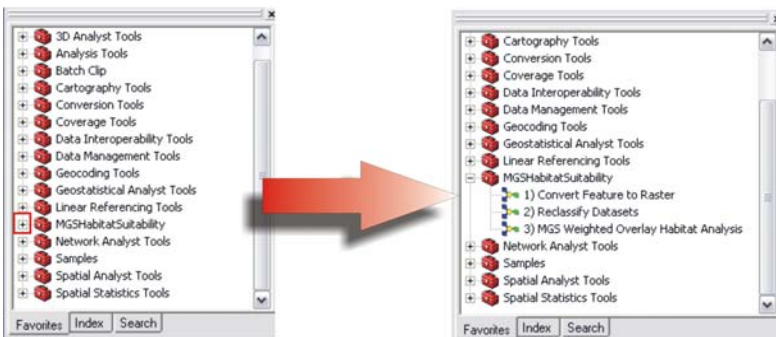 3D Analyst Tools
Analysis Tools
Batch Clip
Cartography Tools
Conversion Tools
Coverage Tools
Data Interoperability Tools
Data Management Tools
Geocoding Tools
Geostatistical Analyst Tools
Linear Referencing Tools
MGSHabitatSuitability
Network Analyst Tools
Samples
Spatial Analyst Tools
Spatial Statistics Tools
Favorites Index Search
Cartography Tools
Conversion Tools
Coverage Tools
Data Interoperability Tools
Data Management Tools
Geocoding Tools
Geostatistical Analyst Tools
Linear Referencing Tools
MGSHabitatSuitability
1) Convert Feature to Raster
2) Reclassify Datasets
3) MGS Weighted Overlay Habitat Analysis
Network Analyst Tools
Samples
Spatial Analyst Tools
Spatial Statistics Tools
Favorites Index Search